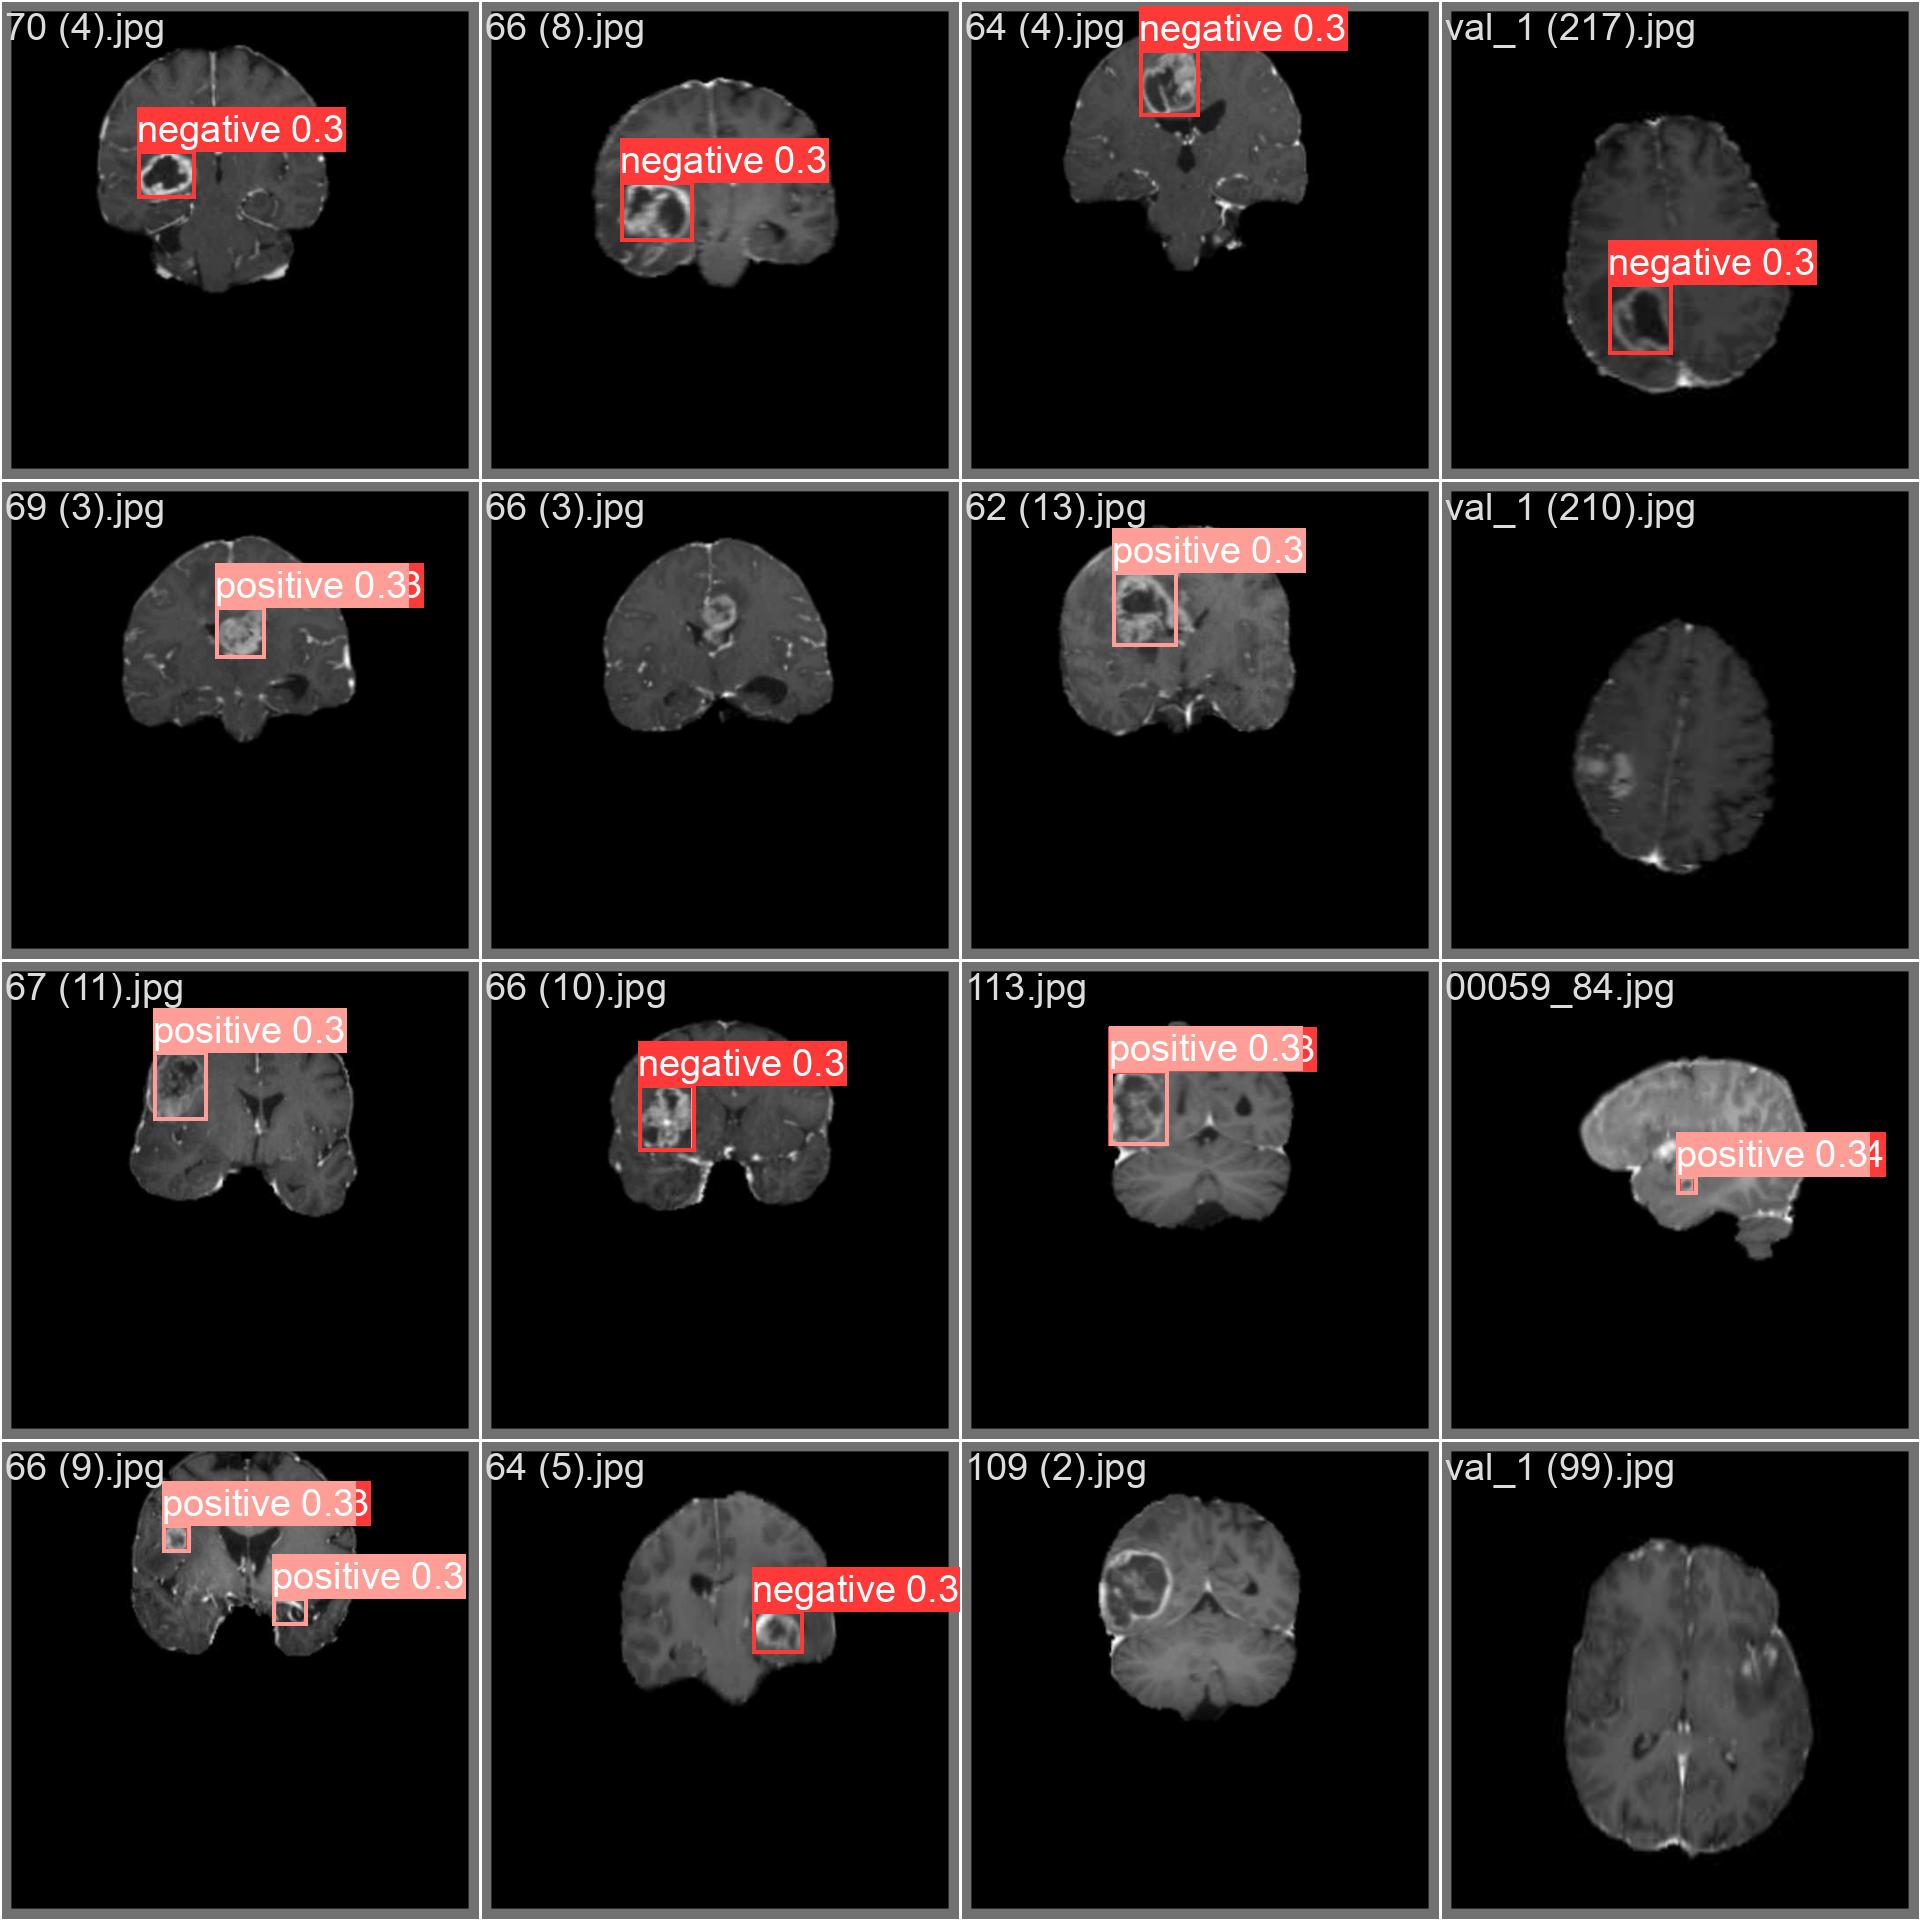 70 (4).jpg
negative 0.3
66 (8).jpg
negative 0.3
64 (4).jpg
negative 0.3
val_1 (217).jpg
negative 0.3
69 (3).jpg
positive 0.3
66 (3).jpg
62 (13).jpg
positive 0.3
val_1 (210).jpg
67 (11).jpg
positive 0.3
66 (10).jpg
negative 0.3
113.jpg
positive 0.3
00059_84.jpg
positive 0.3
66 (9).jpg
positive 0.3
positive 0.3
64 (5).jpg
negative 0.3
109 (2).jpg
val_1 (99).jpg